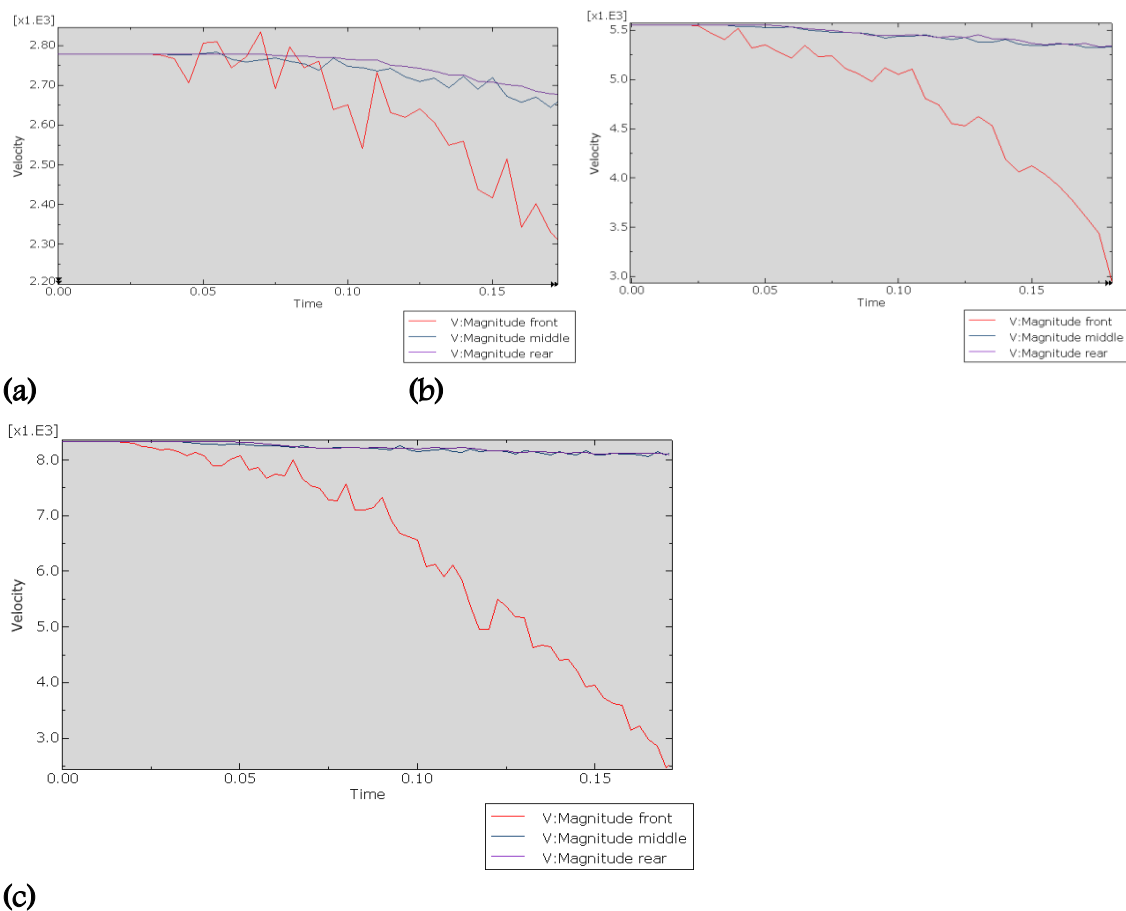 [x1.E3]
2.80
2.70
2.60
2.50
2.40
2.30
2.20
Velocity
0.00
0.05
0.10
0.15
Time
V:Magnitude front
V:Magnitude middle
V:Magnitude rear
(a)
[x1.E3]
5.5
5.0
4.5
4.0
3.5
3.0
Velocity
0.00
0.05
0.10
0.15
Time
V:Magnitude front
V:Magnitude middle
V:Magnitude rear
(b)
[x1.E3]
8.0
7.0
6.0
5.0
4.0
3.0
Velocity
0.00
0.05
0.10
0.15
Time
V:Magnitude front
V:Magnitude middle
V:Magnitude rear
(c)